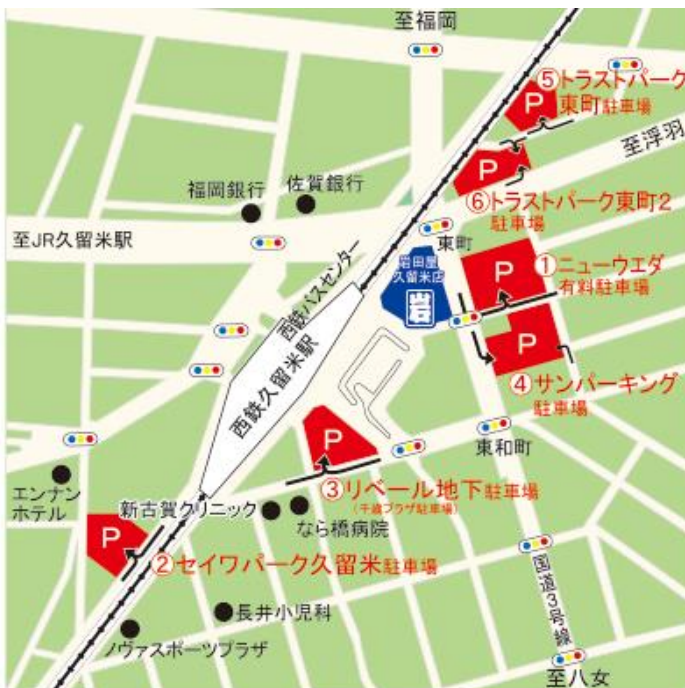 至福岡
⑤トラストパーク
東町駐車場
P
至浮羽
P
佐賀銀行
福岡銀行
⑥トラストパーク東町2
駐車場
至JR久留米駅
東町
岩田屋
久留米店
岩
P
①ニューウエダ
有料駐車場
西鉄バスセンター
西鉄久留米駅
P
④サンパーキング
駐車場
P
東和町
エンナン
ホテル
新古賀クリニック
③リベール地下駐車場
(千歳プラザ駐車場)
なら橋病院
P
②セイワパーク久留米駐車場
国道3号線
長井小児科
ノヴァスポーツプラザ
至八女